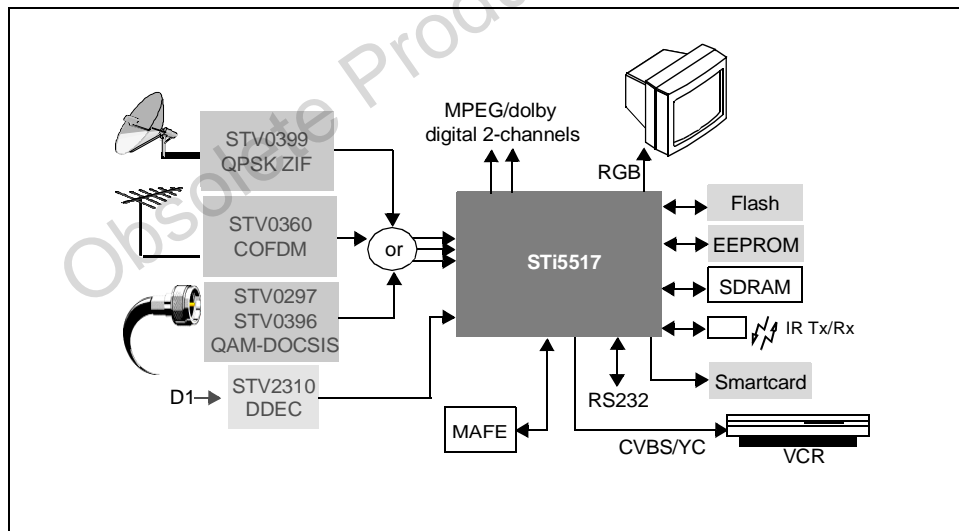 Obsolete Produc
MPEG/dolby
digital 2-channels
STV0399
QPSK ZIF
RGB
Flash
STV0360
COFDM
or
STi5517
EEPROM
SDRAM
STV0297
STV0396
QAM-DOCSIS
IR Tx/Rx
D1
STV2310
DDEC
RS232
Smartcard
MAFE
CVBS/YC
VCR